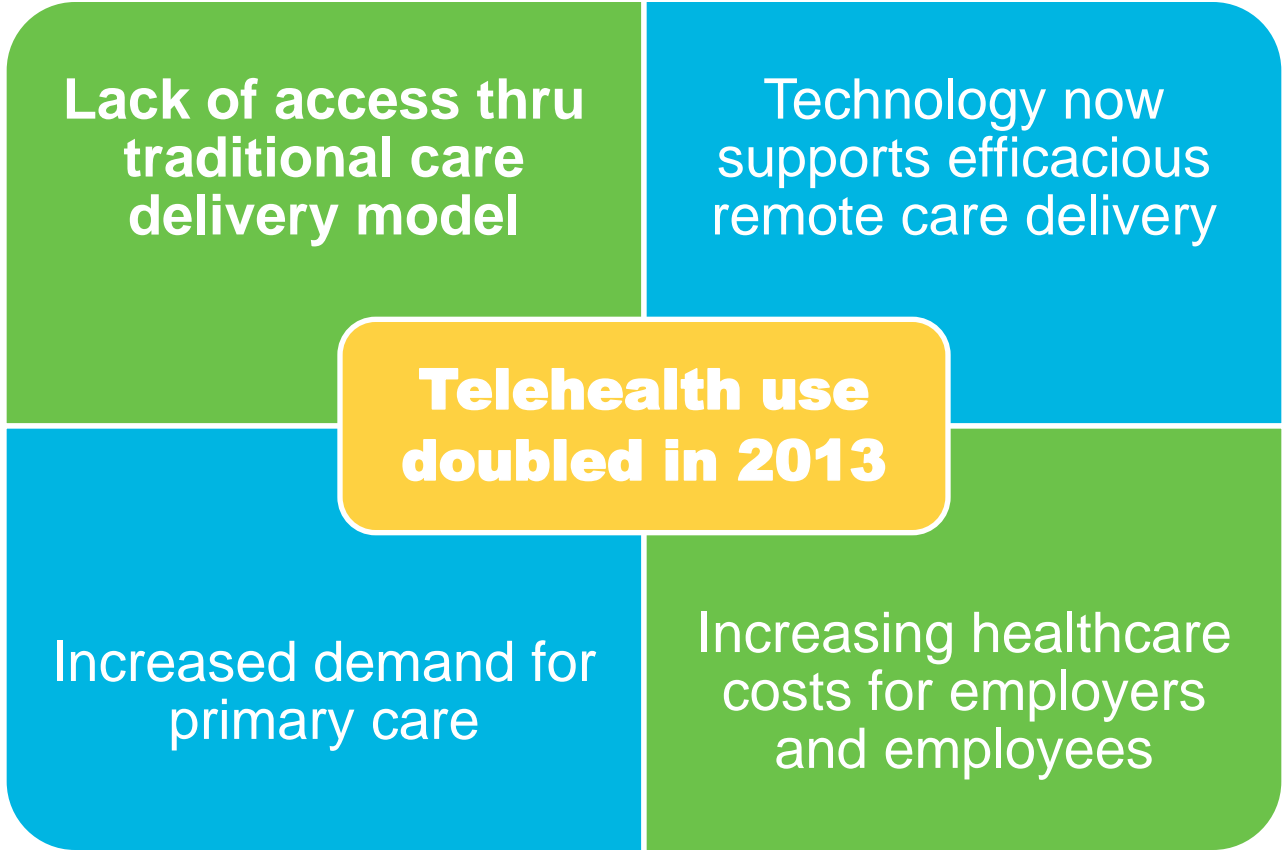 Lack of access thru
traditional care
delivery model
Technology now
supports efficacious
remote care delivery
Telehealth use
doubled in 2013
Increased demand for
primary care
Increasing healthcare
costs for employers
and employees